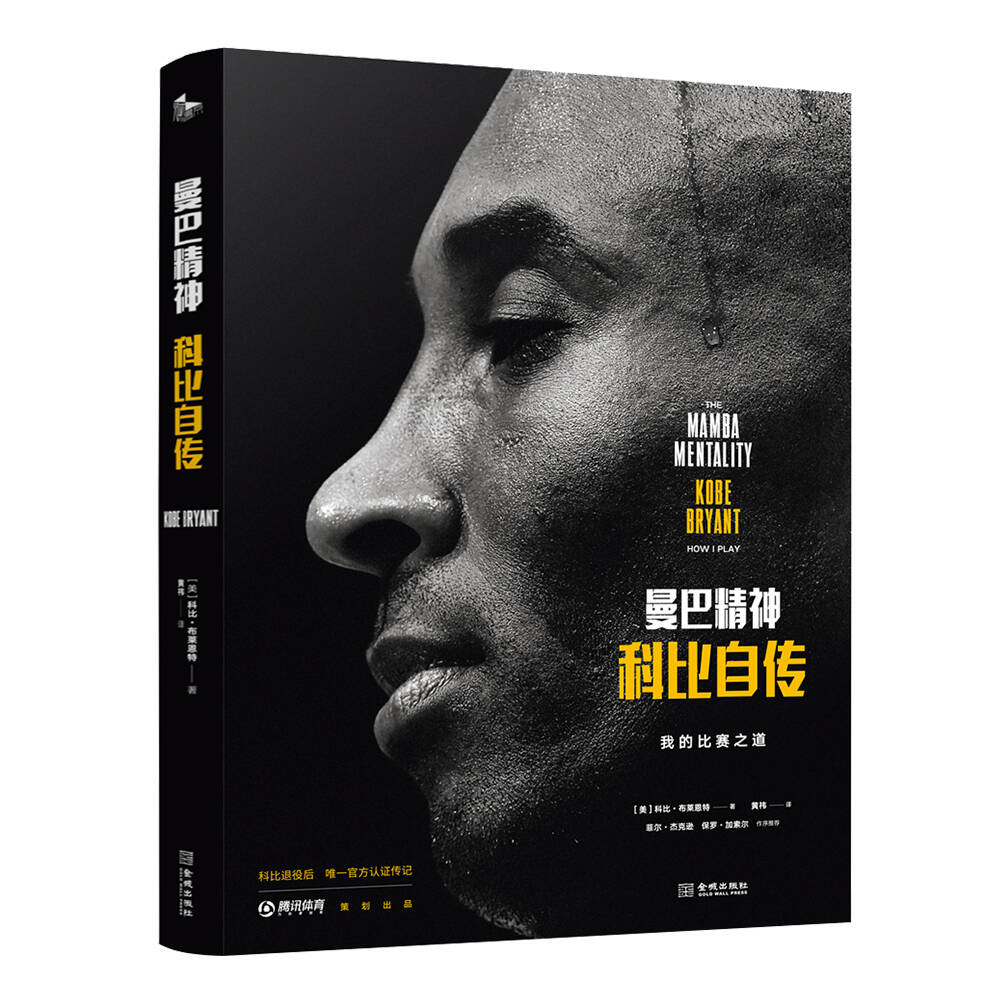 曼巴精神
科比自传
KOBE BRYANT
[美]科比·布莱恩特——著
黄祎——译
金城出版社
GOLD WALL PRESS
THE
MAMBA
MENTALITY
KOBE
BRYANT
HOW I PLAY
曼巴精神
科比自传
我的比赛之道
[美]科比·布莱恩特——著 黄祎——译
菲尔·杰克逊 保罗·加索尔 作序推荐
科比退役后 唯一官方认证传记
腾讯体育 策划出品
金城出版社
GOLD WALL PRESS